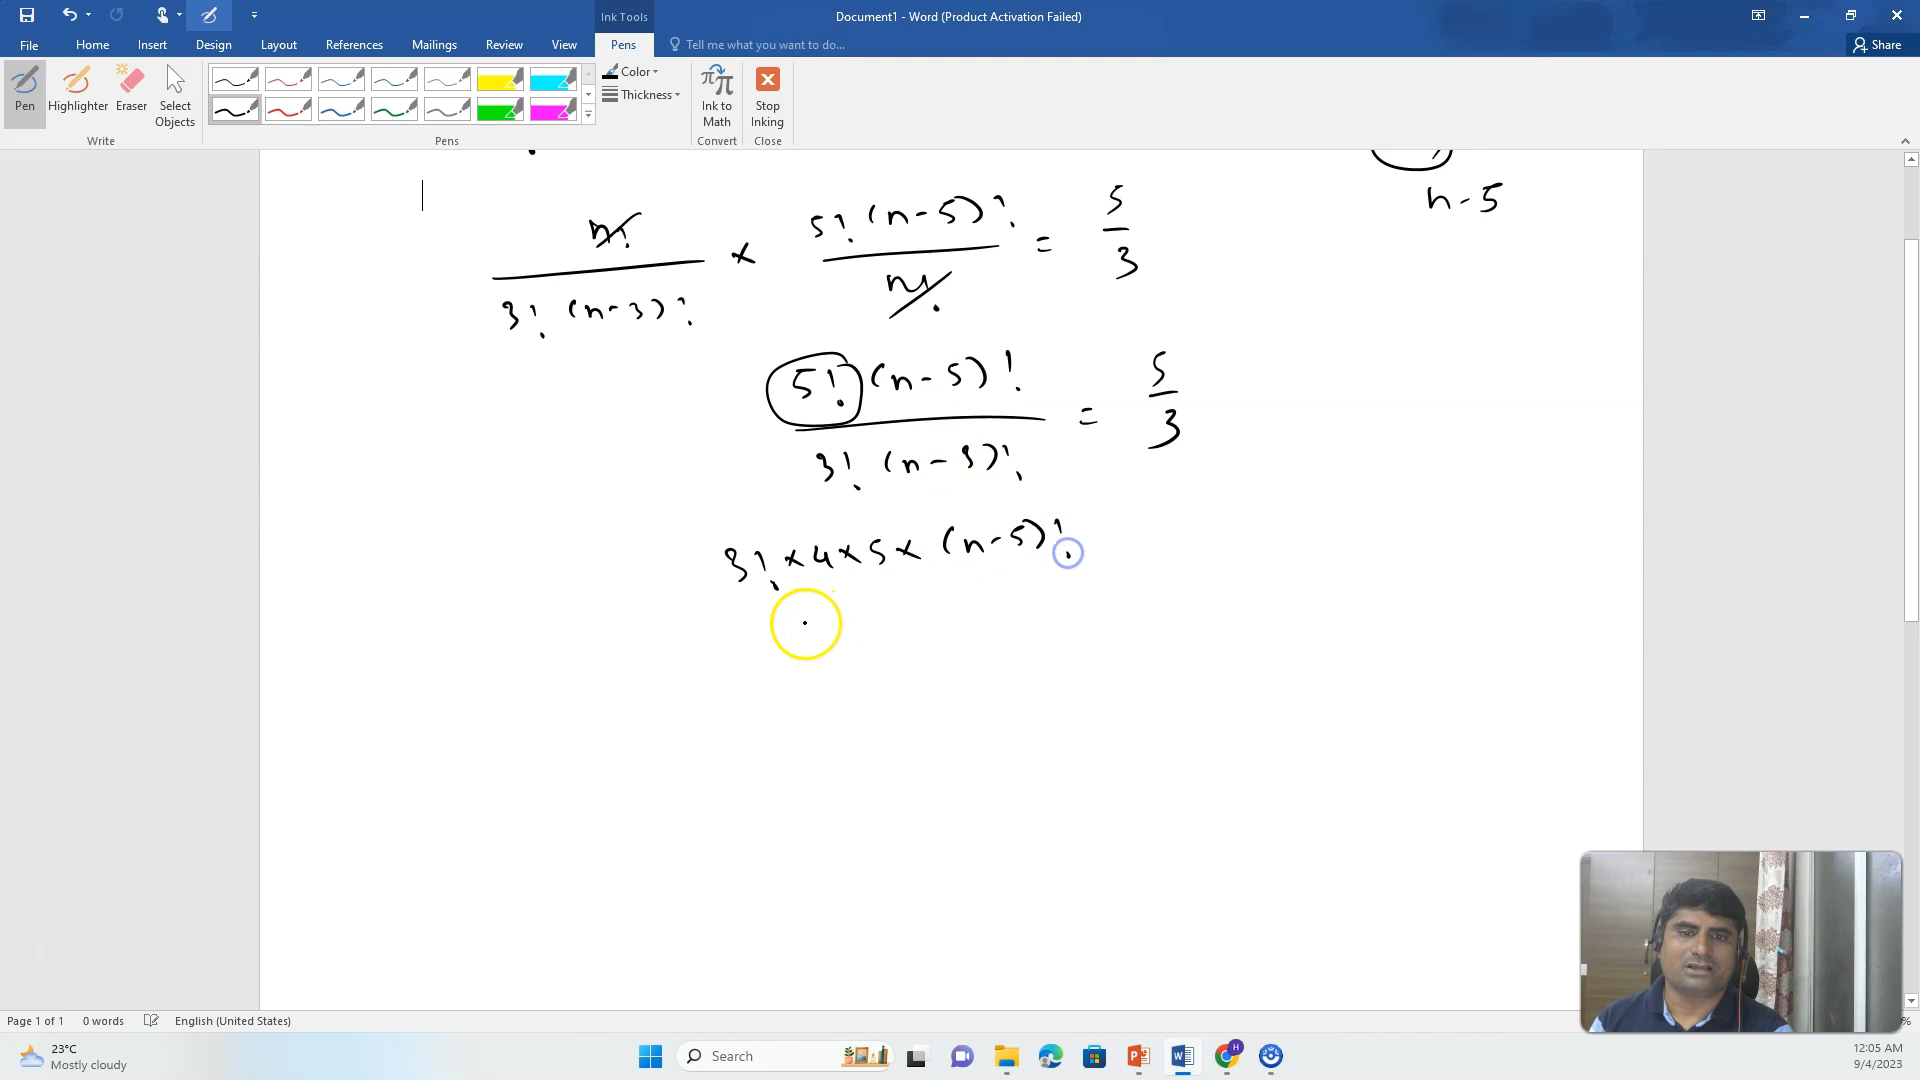 Ink Tools
Document1 - Word (Product Activation Failed)
File Home Insert Design Layout References Mailings Review View Pens Tell me what you want to do... Share
Pen Highlighter Eraser Select Objects
Color
Thickness
Ink to Math
Stop Inking
Write Pens Convert Close
n-5
n! / 3!(n-3)! × 5!(n-5)! / n! = 5/3
5!(n-5)! / 3!(n-3)! = 5/3
3!×4×5×(n-5)!
Page 1 of 1 0 words English (United States) %
23°C
Mostly cloudy
Search
H
P
W
12:05 AM
9/4/2023